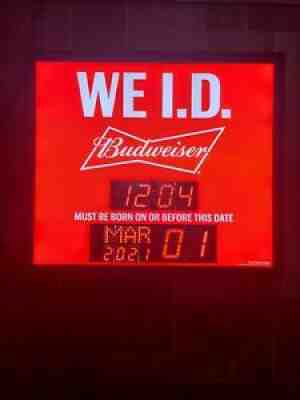 WE I.D.
Budweiser
12:04
MUST BE BORN ON OR BEFORE THIS DATE
MAR 01
2021